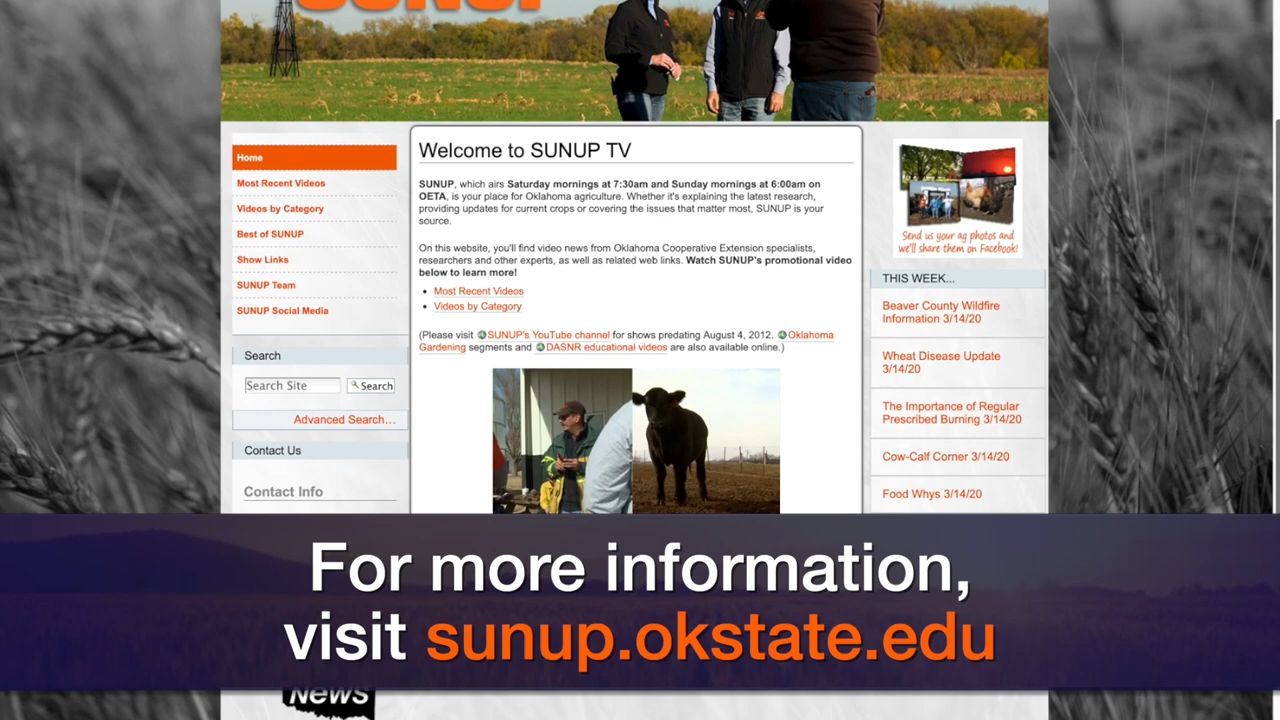 SUNUP
Home
Most Recent Videos
Videos by Category
Best of SUNUP
Show Links
SUNUP Team
SUNUP Social Media
Search
Search Site
Search
Advanced Search…
Contact Us
Contact Info
Welcome to SUNUP TV
SUNUP, which airs Saturday mornings at 7:30am and Sunday mornings at 6:00am on
OETA, is your place for Oklahoma agriculture. Whether it's explaining the latest research,
providing updates for current crops or covering the issues that matter most, SUNUP is your
source.
On this website, you'll find video news from Oklahoma Cooperative Extension specialists,
researchers and other experts, as well as related web links. Watch SUNUP's promotional video
below to learn more!
Most Recent Videos
Videos by Category
(Please visit SUNUP's YouTube channel for shows predating August 4, 2012. Oklahoma
Gardening segments and DASNR educational videos are also available online.)
Send us your ag photos and
we'll share them on Facebook!
THIS WEEK...
Beaver County Wildfire
Information 3/14/20
Wheat Disease Update
3/14/20
The Importance of Regular
Prescribed Burning 3/14/20
Cow-Calf Corner 3/14/20
Food Whys 3/14/20
For more information,
visit sunup.okstate.edu
News